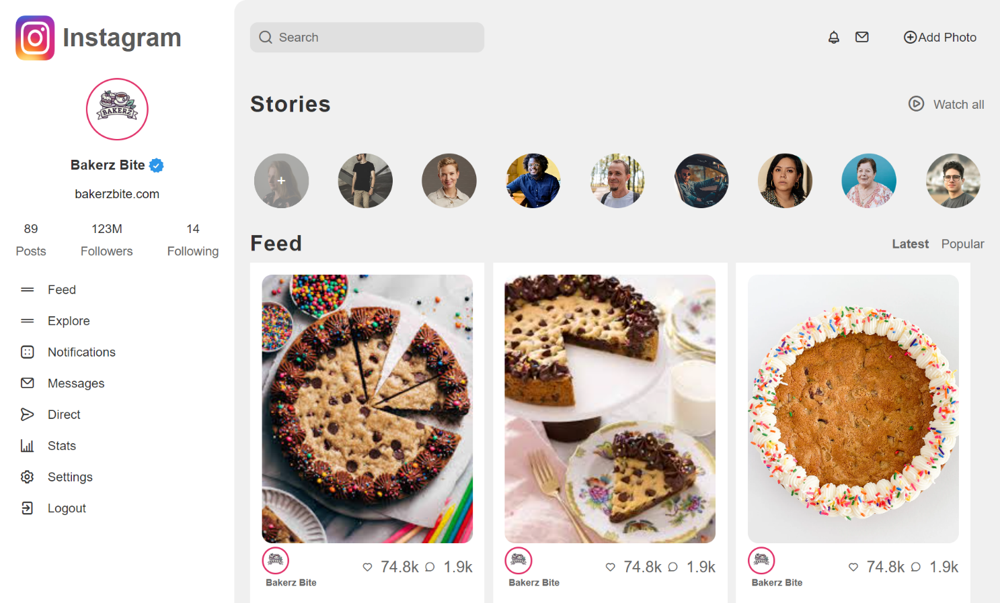 Instagram
BAKERZ
Bakerz Bite
bakerzbite.com
89
Posts
123M
Followers
14
Following
Feed
Explore
Notifications
Messages
Direct
Stats
Settings
Logout
Search
Add Photo
Stories
Watch all
+
Feed
Latest Popular
74.8k 1.9k
Bakerz Bite
74.8k 1.9k
Bakerz Bite
74.8k 1.9k
Bakerz Bite